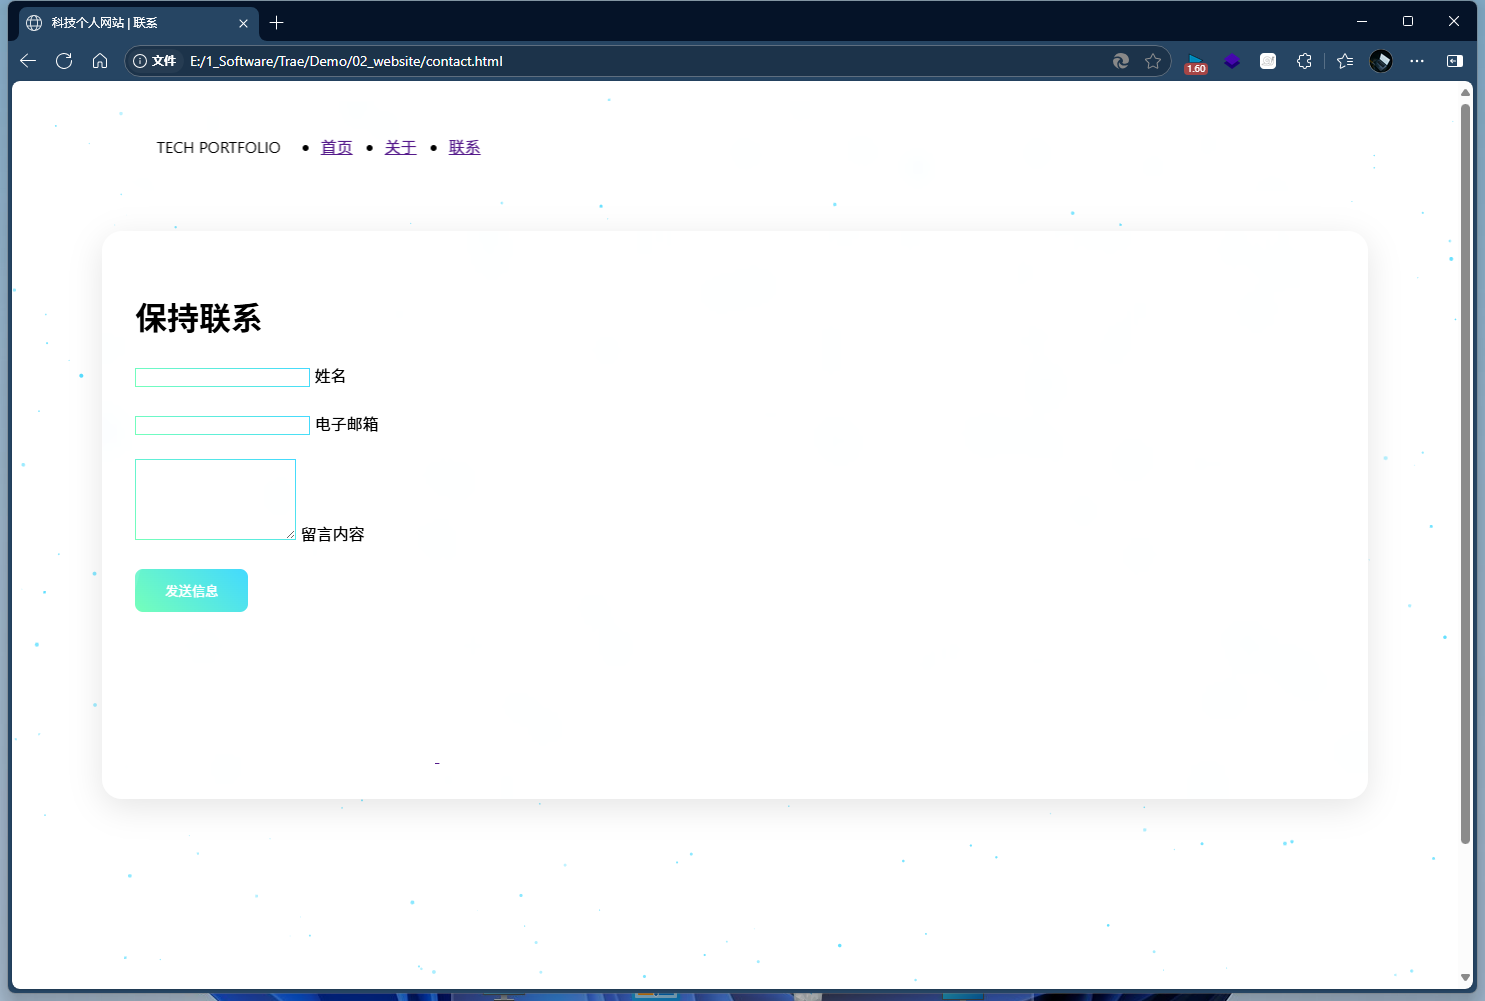 科技个人网站 | 联系
文件 E:/1_Software/Trae/Demo/02_website/contact.html
1.60
TECH PORTFOLIO • 首页 • 关于 • 联系
保持联系
姓名
电子邮箱
留言内容
发送信息
-